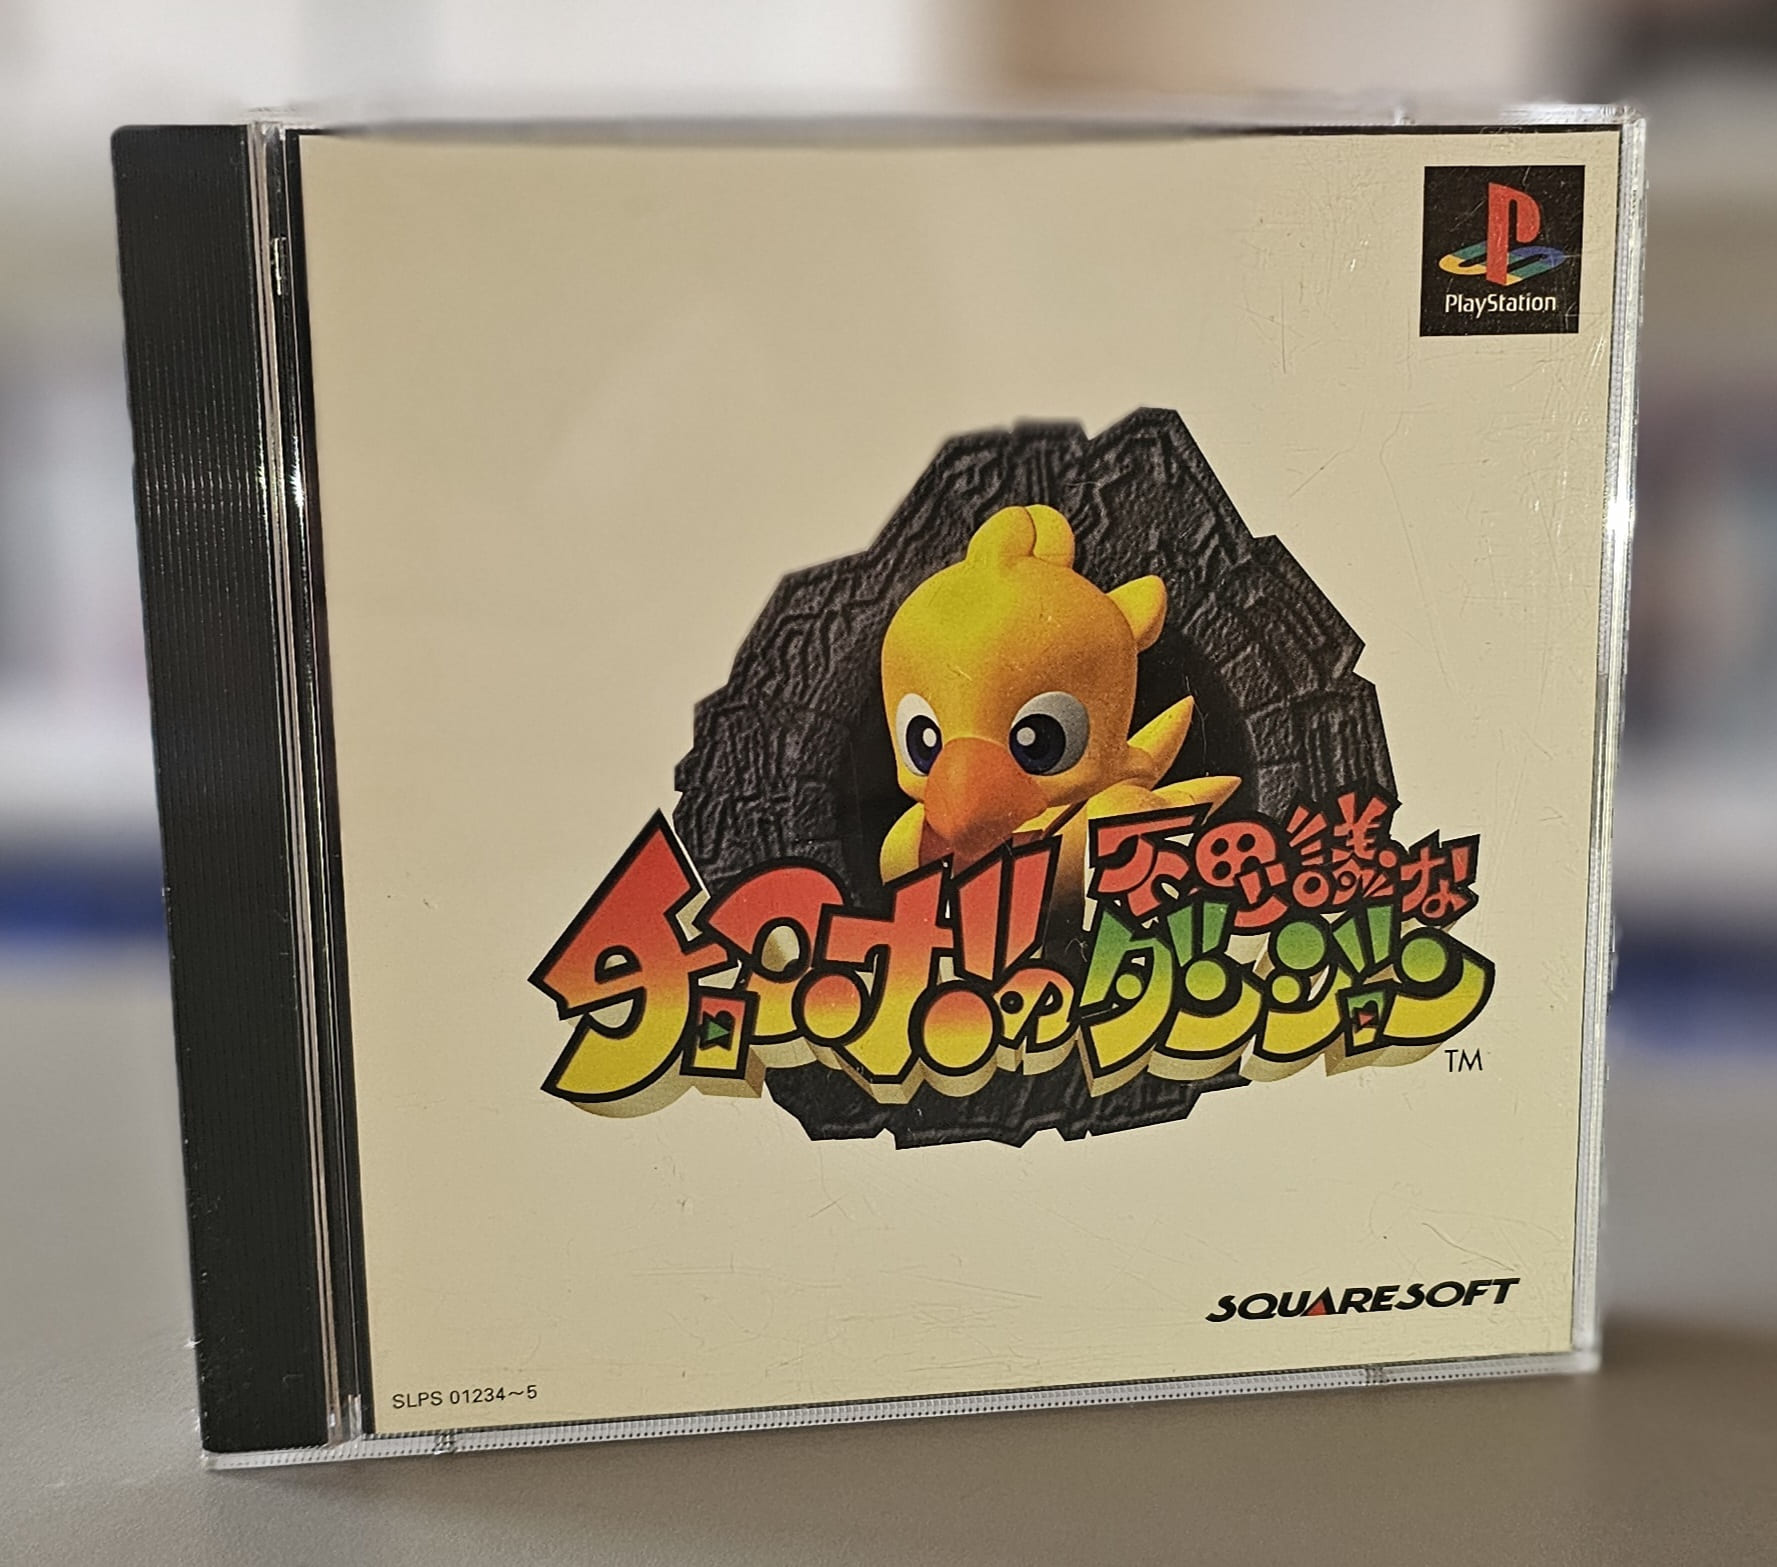 PlayStation
チョコボの
不思議な
ダンジョン
TM
SQUARESOFT
SLPS 01234~5